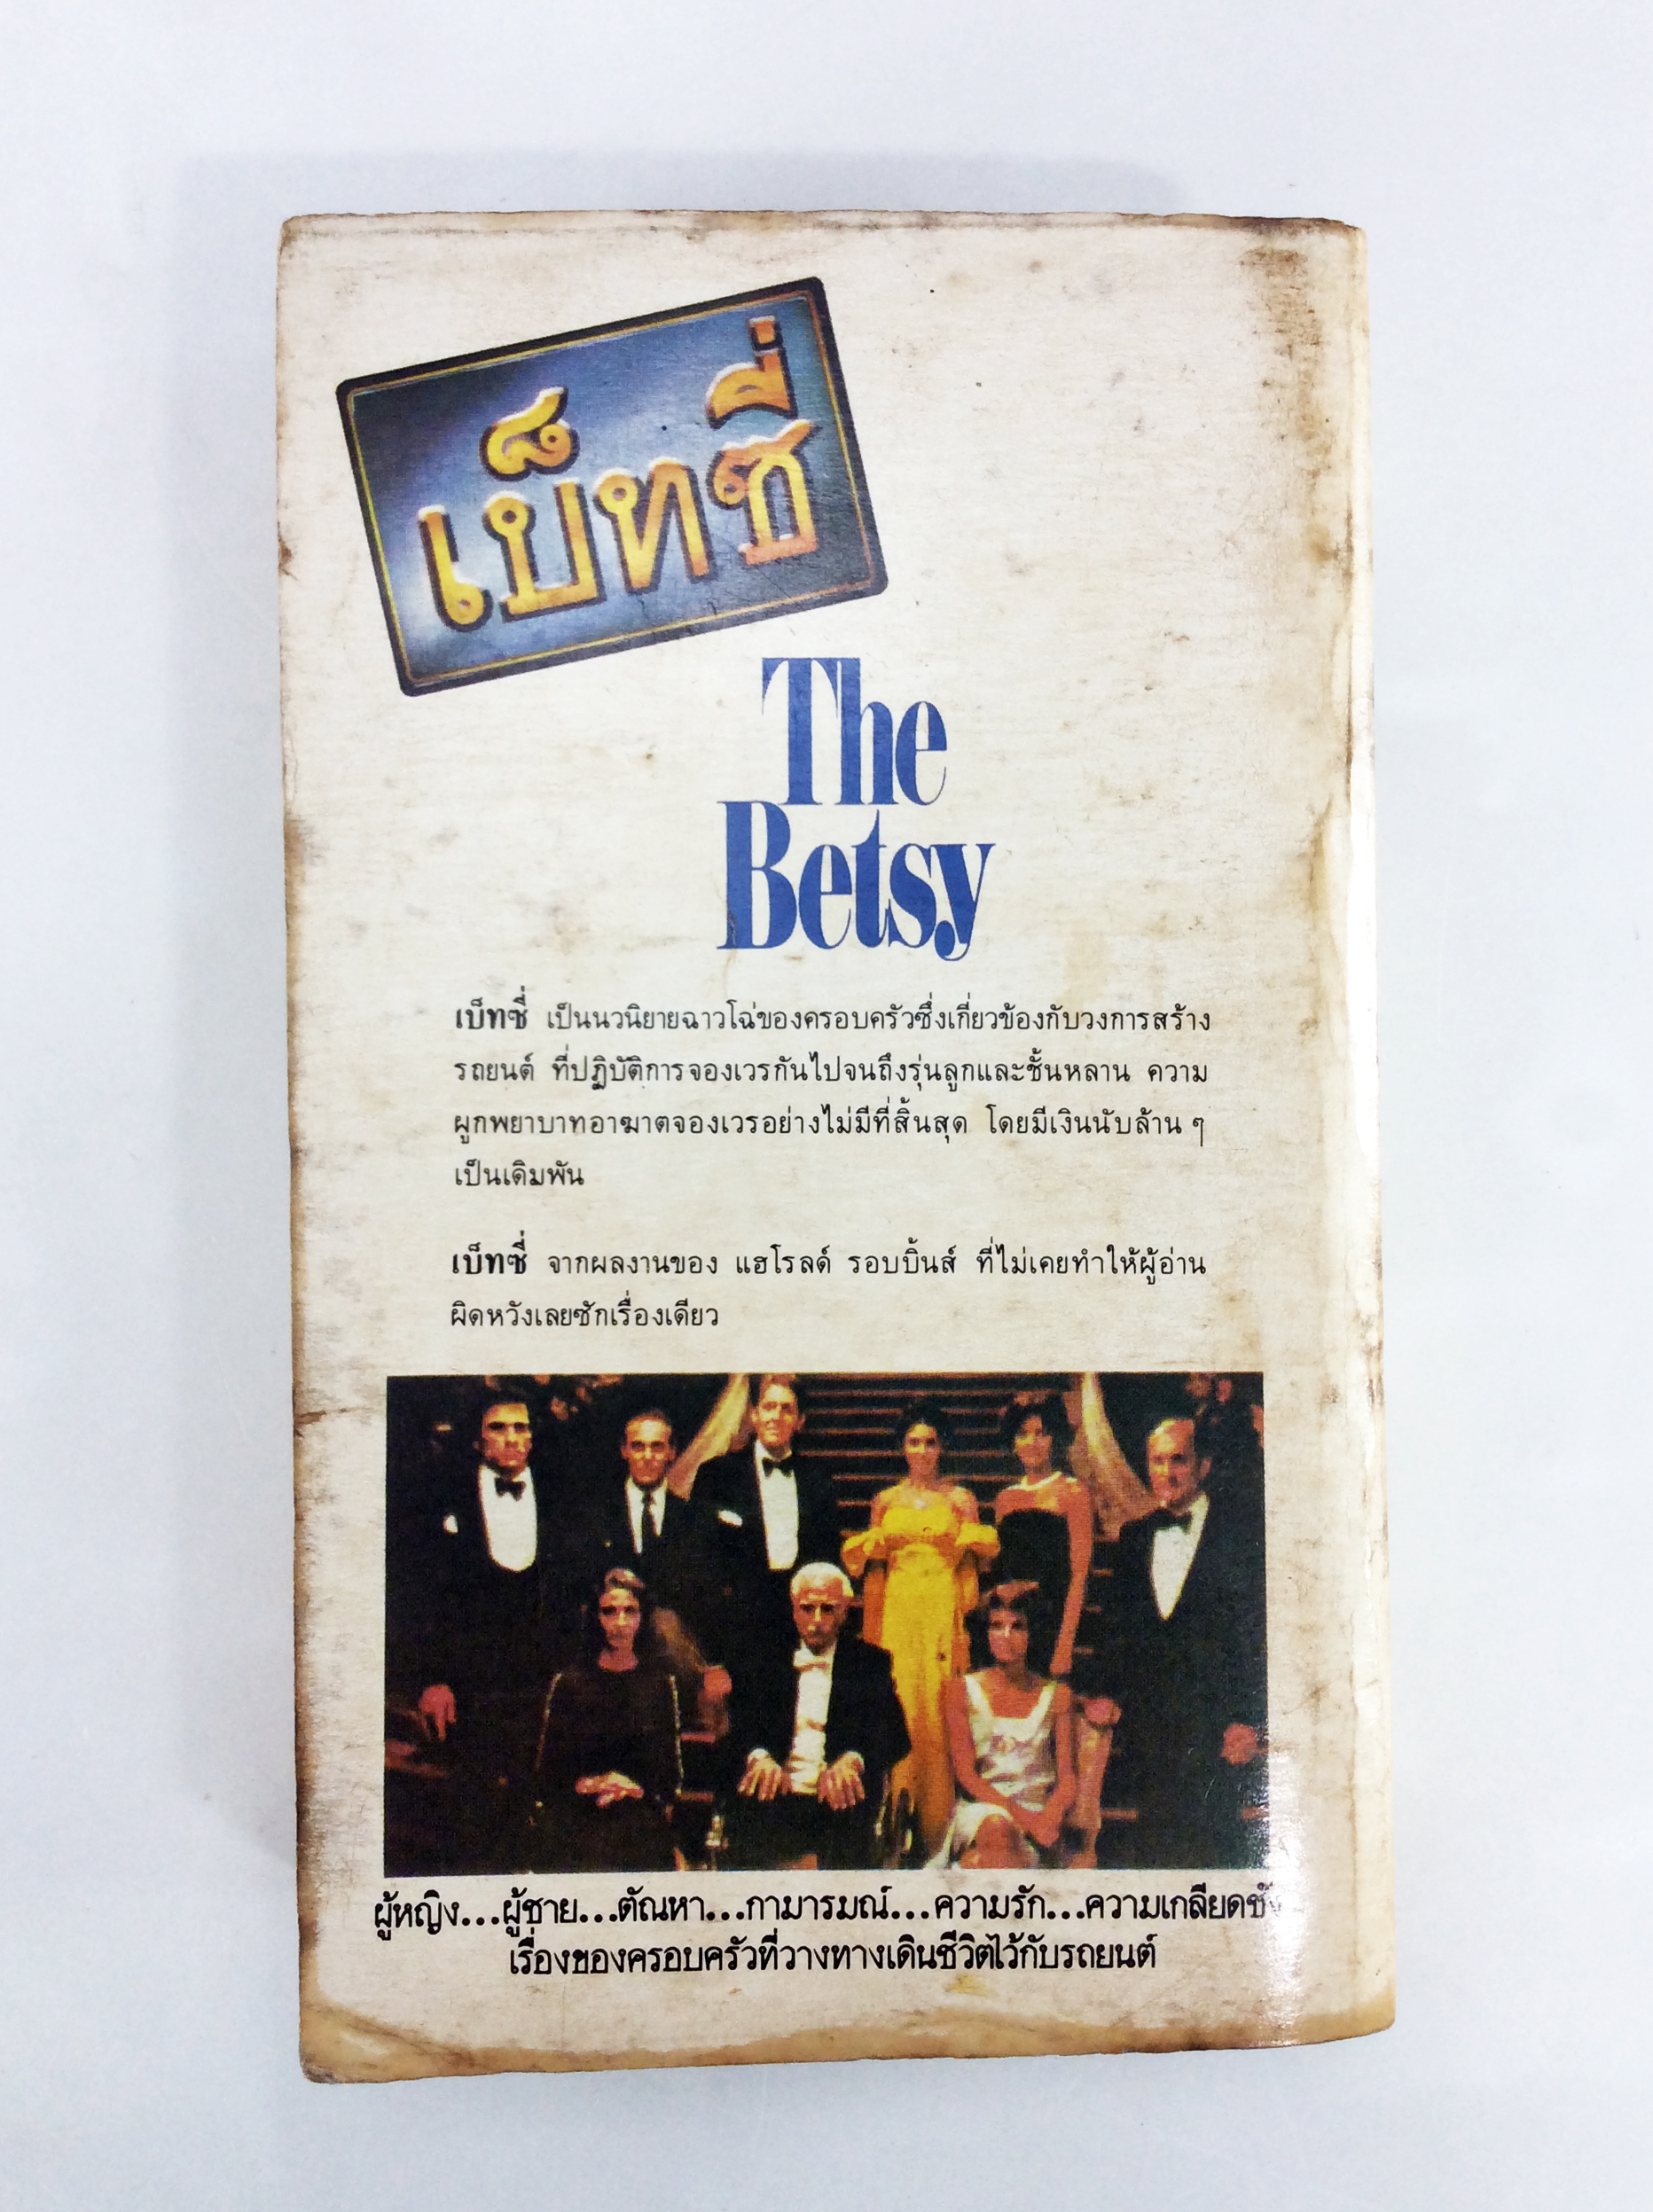 เบ็ทซี่
The
Betsy
เบ็ทซี่ เป็นนวนิยายฉาวโฉ่ของครอบครัวซึ่งเกี่ยวข้องกับวงการสร้าง
รถยนต์ ที่ปฏิบัติการจองเวรกันไปจนถึงรุ่นลูกและชั้นหลาน ความ
ผูกพยาบาทอาฆาตจองเวรอย่างไม่มีที่สิ้นสุด โดยมีเงินนับล้าน ๆ
เป็นเดิมพัน
เบ็ทซี่ จากผลงานของ แฮโรลด์ รอบบิ้นส์ ที่ไม่เคยทำให้ผู้อ่าน
ผิดหวังเลยซักเรื่องเดียว
ผู้หญิง...ผู้ชาย...ตัณหา...กามารมณ์...ความรัก...ความเกลียดชัง
เรื่องของครอบครัวที่วางทางเดินชีวิตไว้กับรถยนต์